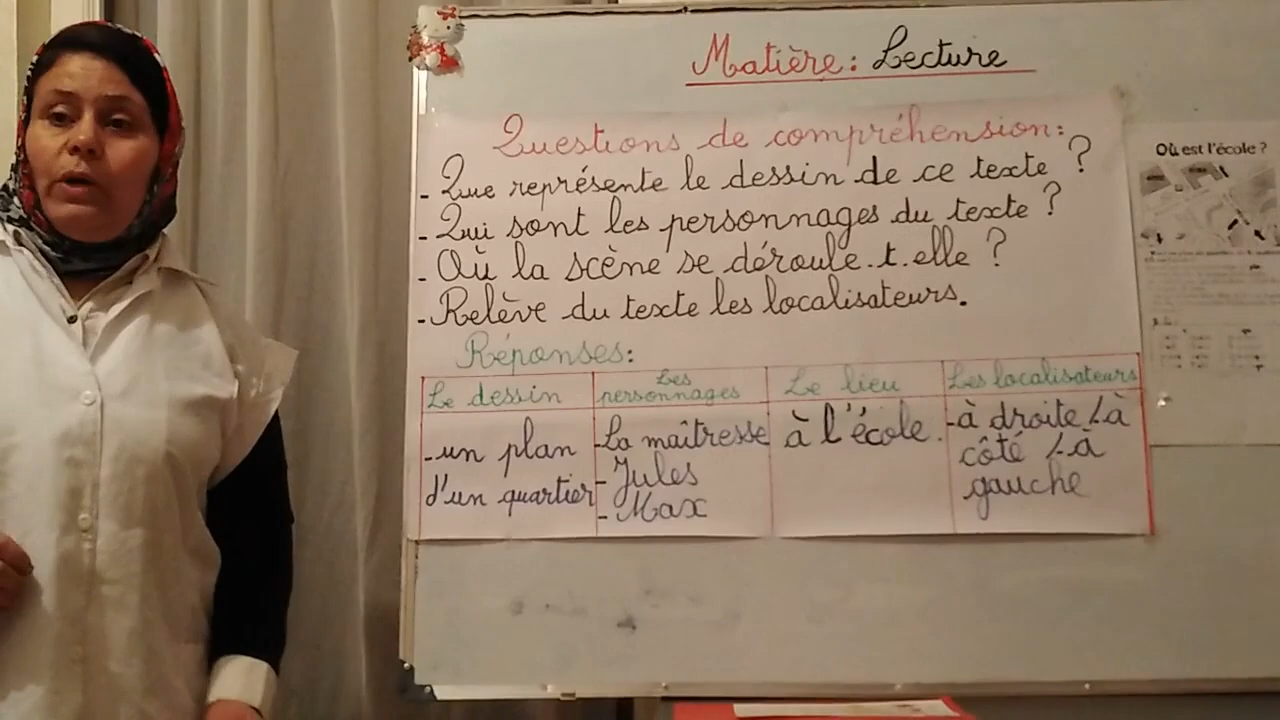 Matière: Lecture
Questions de compréhension:
- Que représente le dessin de ce texte ?
- Qui sont les personnages du texte ?
- Où la scène se déroule.t.elle ?
- Relève du texte les localisateurs.
Réponses:
Le dessin
-un plan
d'un quartier
Les
personnages
-La maîtresse
-Jules
-Max
Le lieu
à l'école.
Les localisateurs
-à droite/-à
côté /-à
gauche
Où est l'école ?